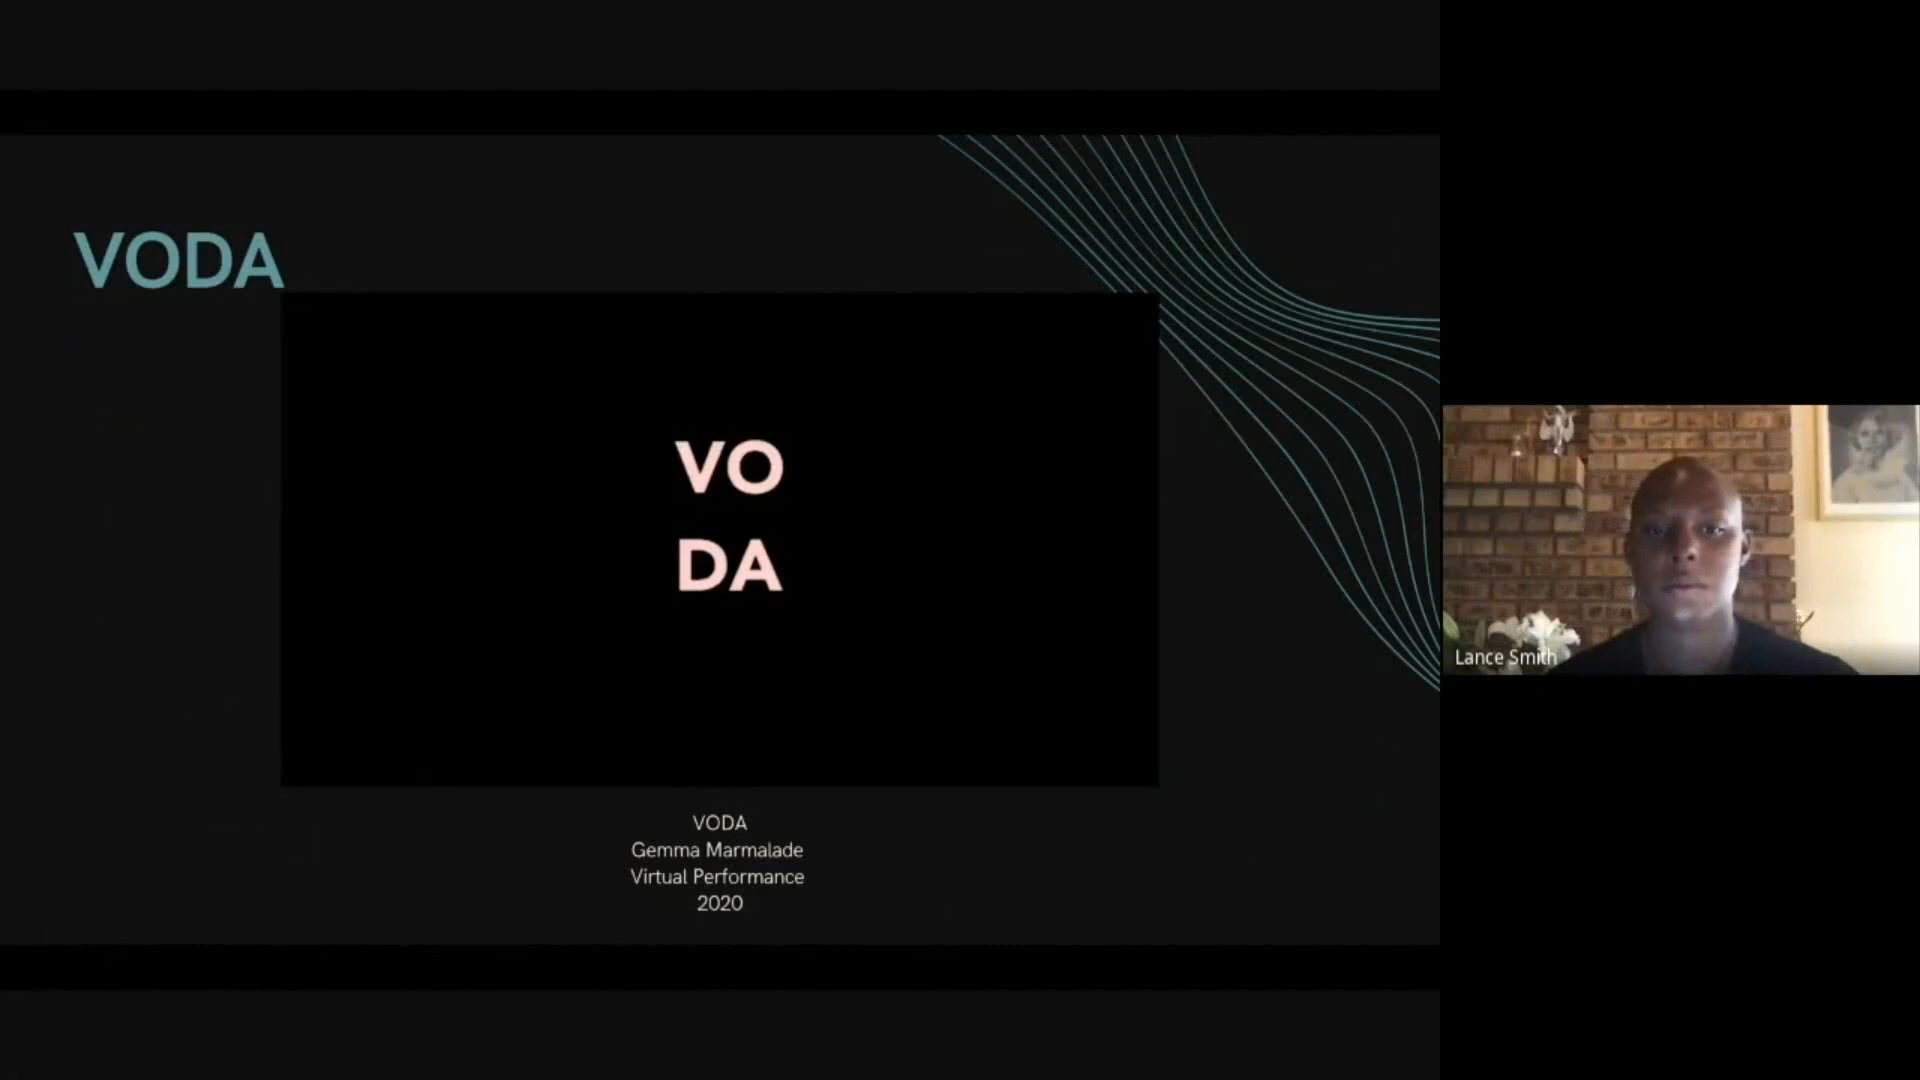 VODA
VO
DA
VODA
Gemma Marmalade
Virtual Performance
2020
Lance Smith